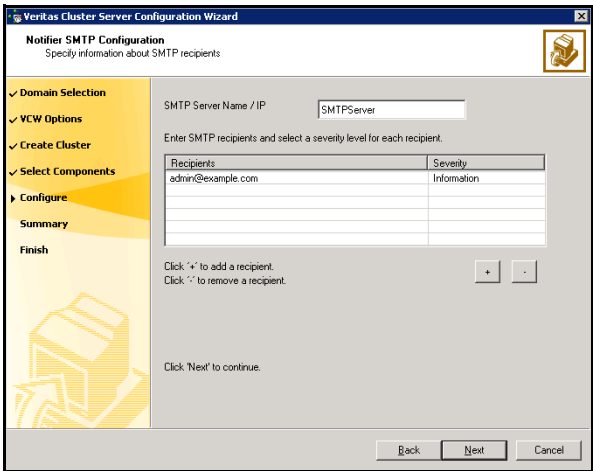 Veritas Cluster Server Configuration Wizard
Notifier SMTP Configuration
Specify information about SMTP recipients
Domain Selection
VCW Options
Create Cluster
Select Components
Configure
Summary
Finish
SMTP Server Name / IP
SMTPServer
Enter SMTP recipients and select a severity level for each recipient.
Recipients Severity
admin@example.com Information
Click '+' to add a recipient.
Click '-' to remove a recipient.
+ -
Click 'Next' to continue.
Back Next Cancel